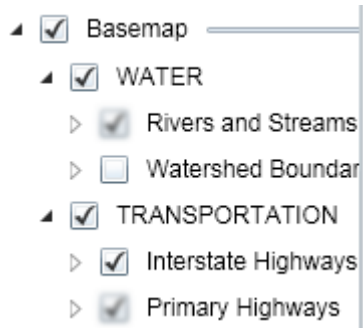 Basemap
WATER
Rivers and Streams
Watershed Boundar
TRANSPORTATION
Interstate Highways
Primary Highways